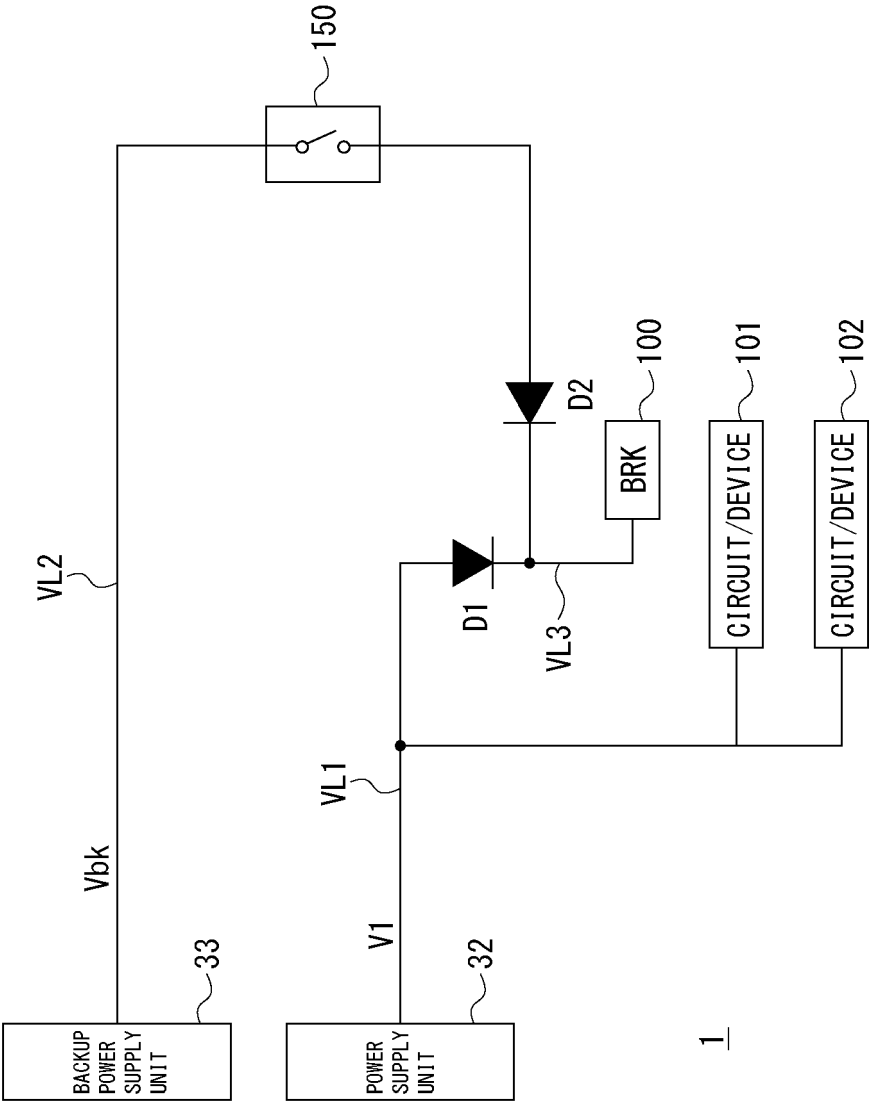 BACKUP
POWER
SUPPLY
UNIT
33
Vbk
VL2
150
POWER
SUPPLY
UNIT
32
V1
VL1
D1
D2
VL3
BRK
100
CIRCUIT/DEVICE
101
CIRCUIT/DEVICE
102
1